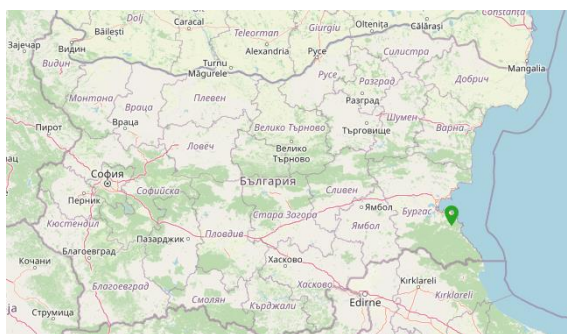 Dolj
Giurgiu
Constanța
Зајечар
Видин
Băilești
Caracal
Teleorman
Oltenița
Călărași
Видин
Turnu
Măgurele
Alexandria
Русе
Силистра
Mangalia
Монтана
Враца
Плевен
Русе
Разград
Добрич
Пирот
Враца
Разград
Шумен
Ловеч
Велико Търново
Търговище
Варна
Велико
Търново
София
Софийска
България
Сливен
Перник
Ямбол
Бургас
Кюстендил
Пазарджик
Пловдив
Стара Загора
Ямбол
Благоевград
Хасково
Кочани
Благоевград
Смолян
Кърджали
Хасково
Kırklareli
Edirne
Kırklareli
Струмица